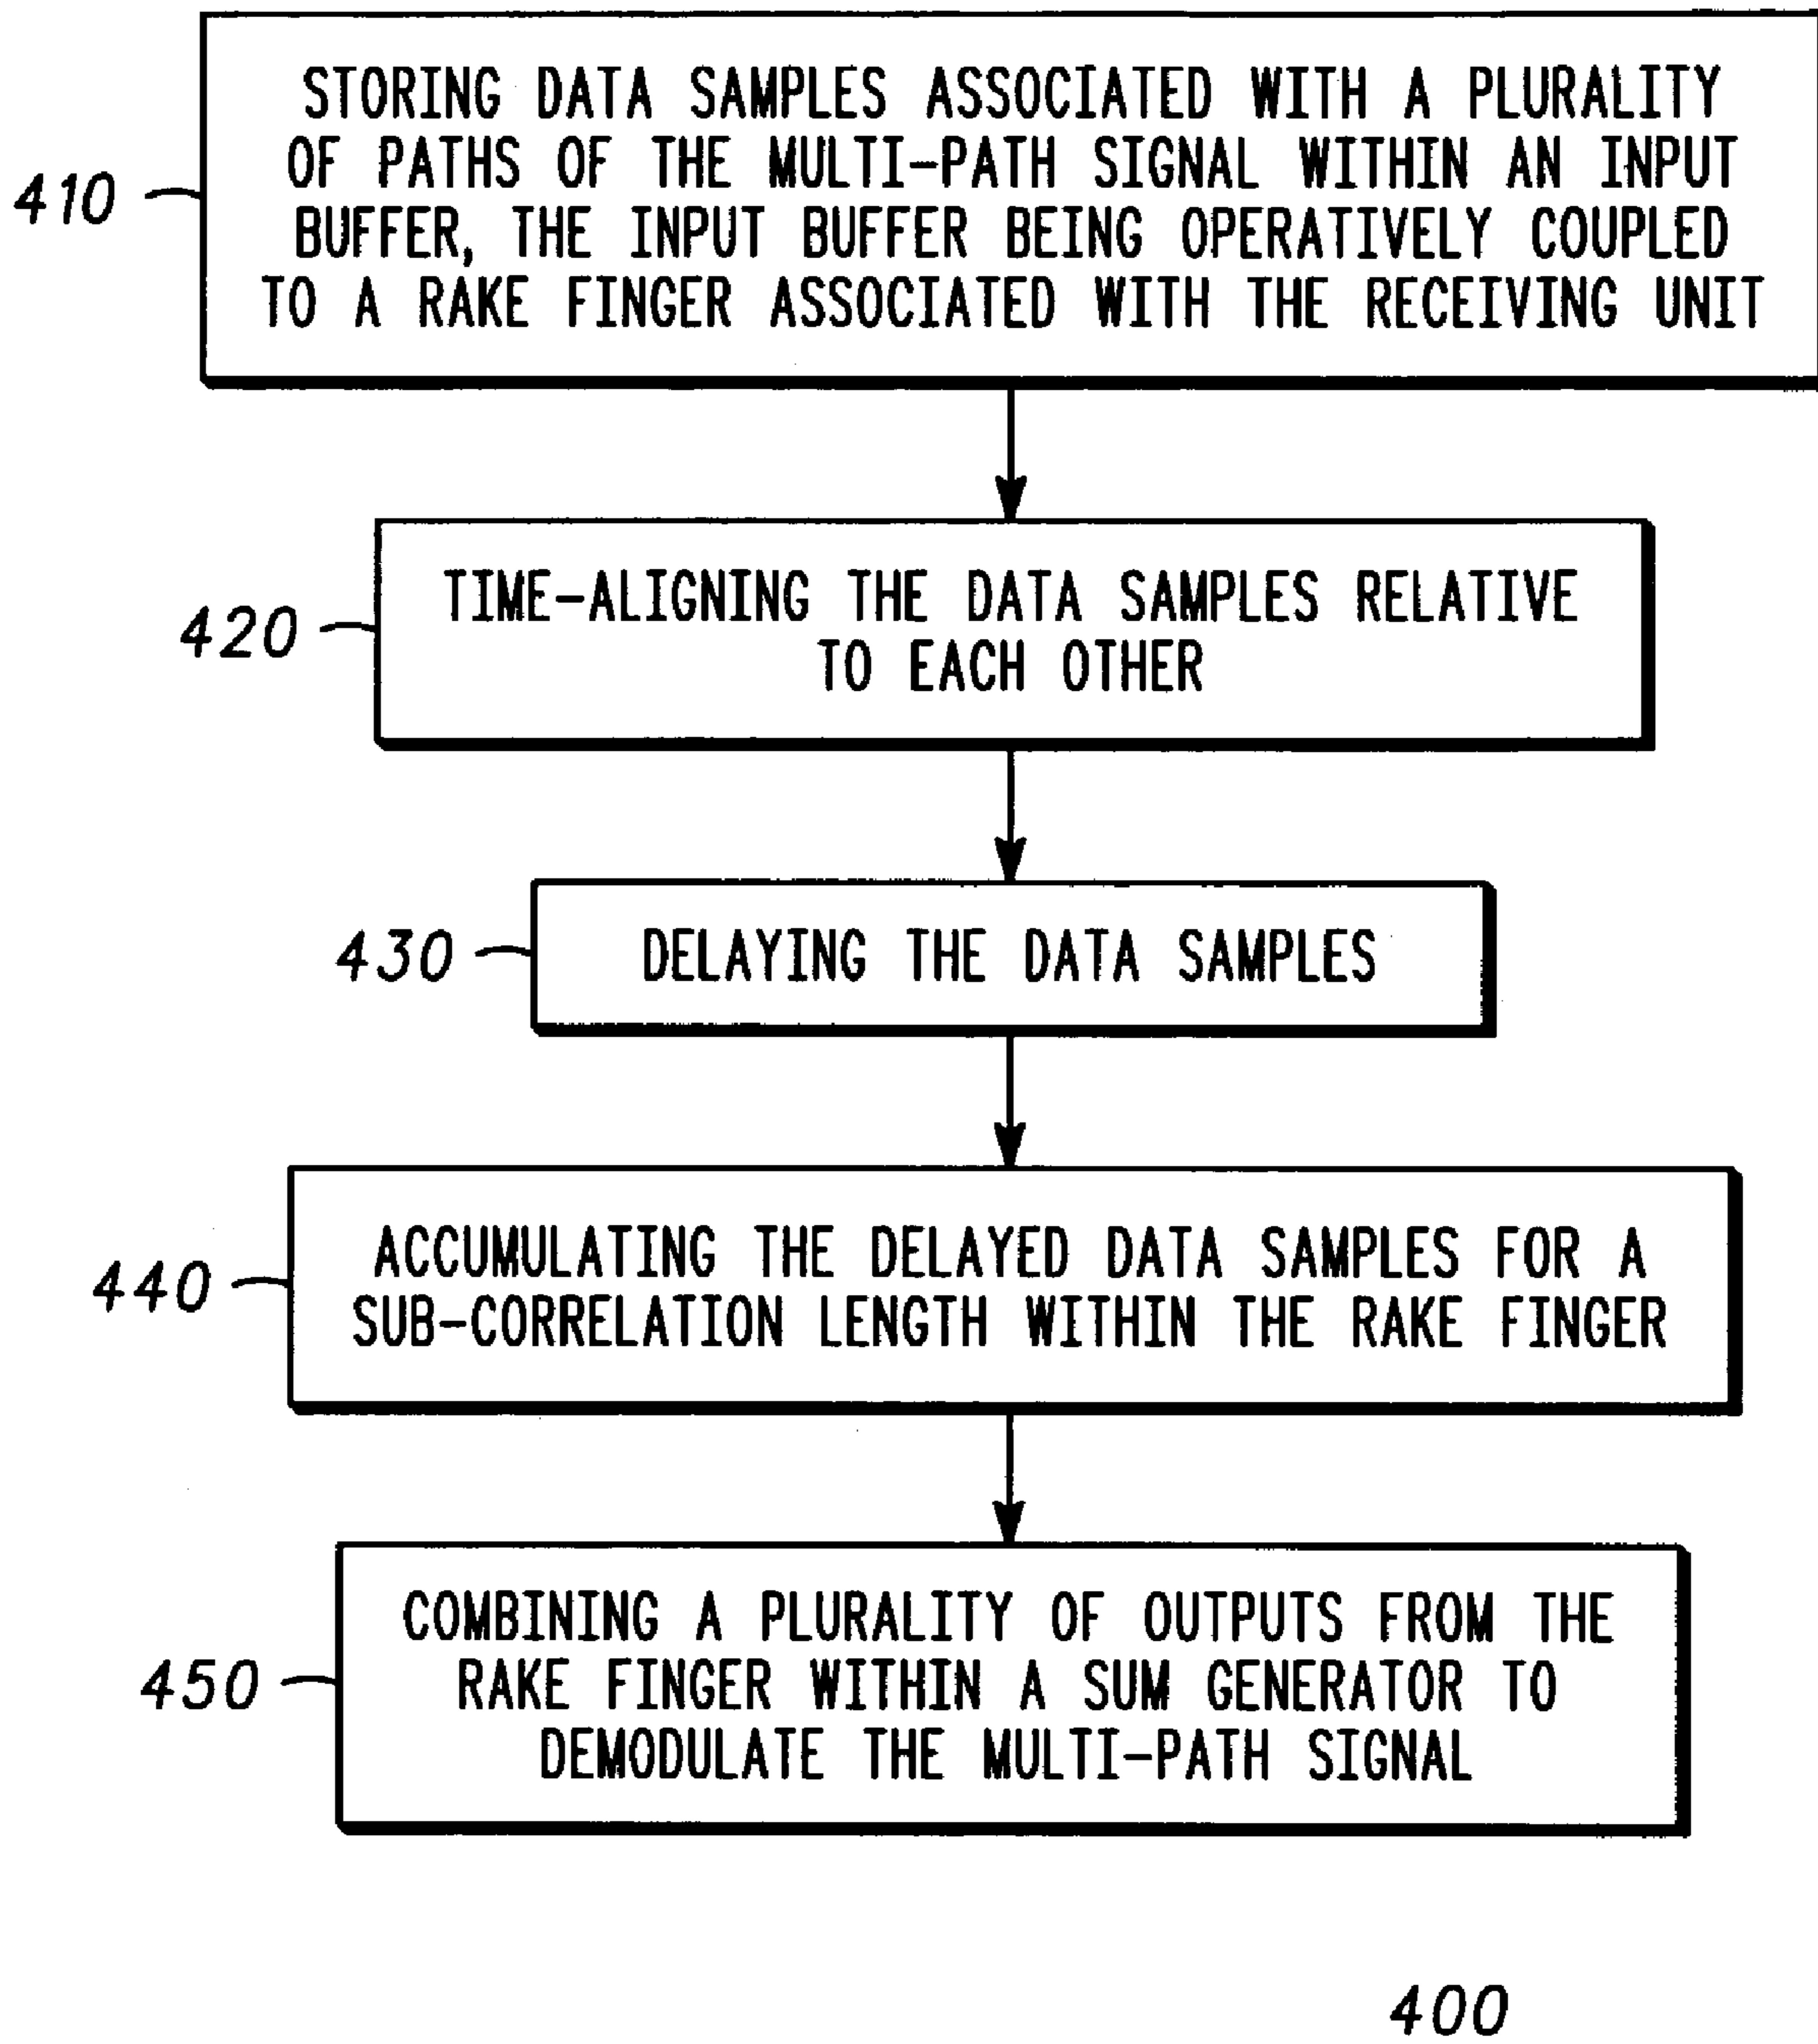 STORING DATA SAMPLES ASSOCIATED WITH A PLURALITY
OF PATHS OF THE MULTI-PATH SIGNAL WITHIN AN INPUT
BUFFER, THE INPUT BUFFER BEING OPERATIVELY COUPLED
TO A RAKE FINGER ASSOCIATED WITH THE RECEIVING UNIT
410
TIME-ALIGNING THE DATA SAMPLES RELATIVE
TO EACH OTHER
420
DELAYING THE DATA SAMPLES
430
ACCUMULATING THE DELAYED DATA SAMPLES FOR A
SUB-CORRELATION LENGTH WITHIN THE RAKE FINGER
440
COMBINING A PLURALITY OF OUTPUTS FROM THE
RAKE FINGER WITHIN A SUM GENERATOR TO
DEMODULATE THE MULTI-PATH SIGNAL
450
400